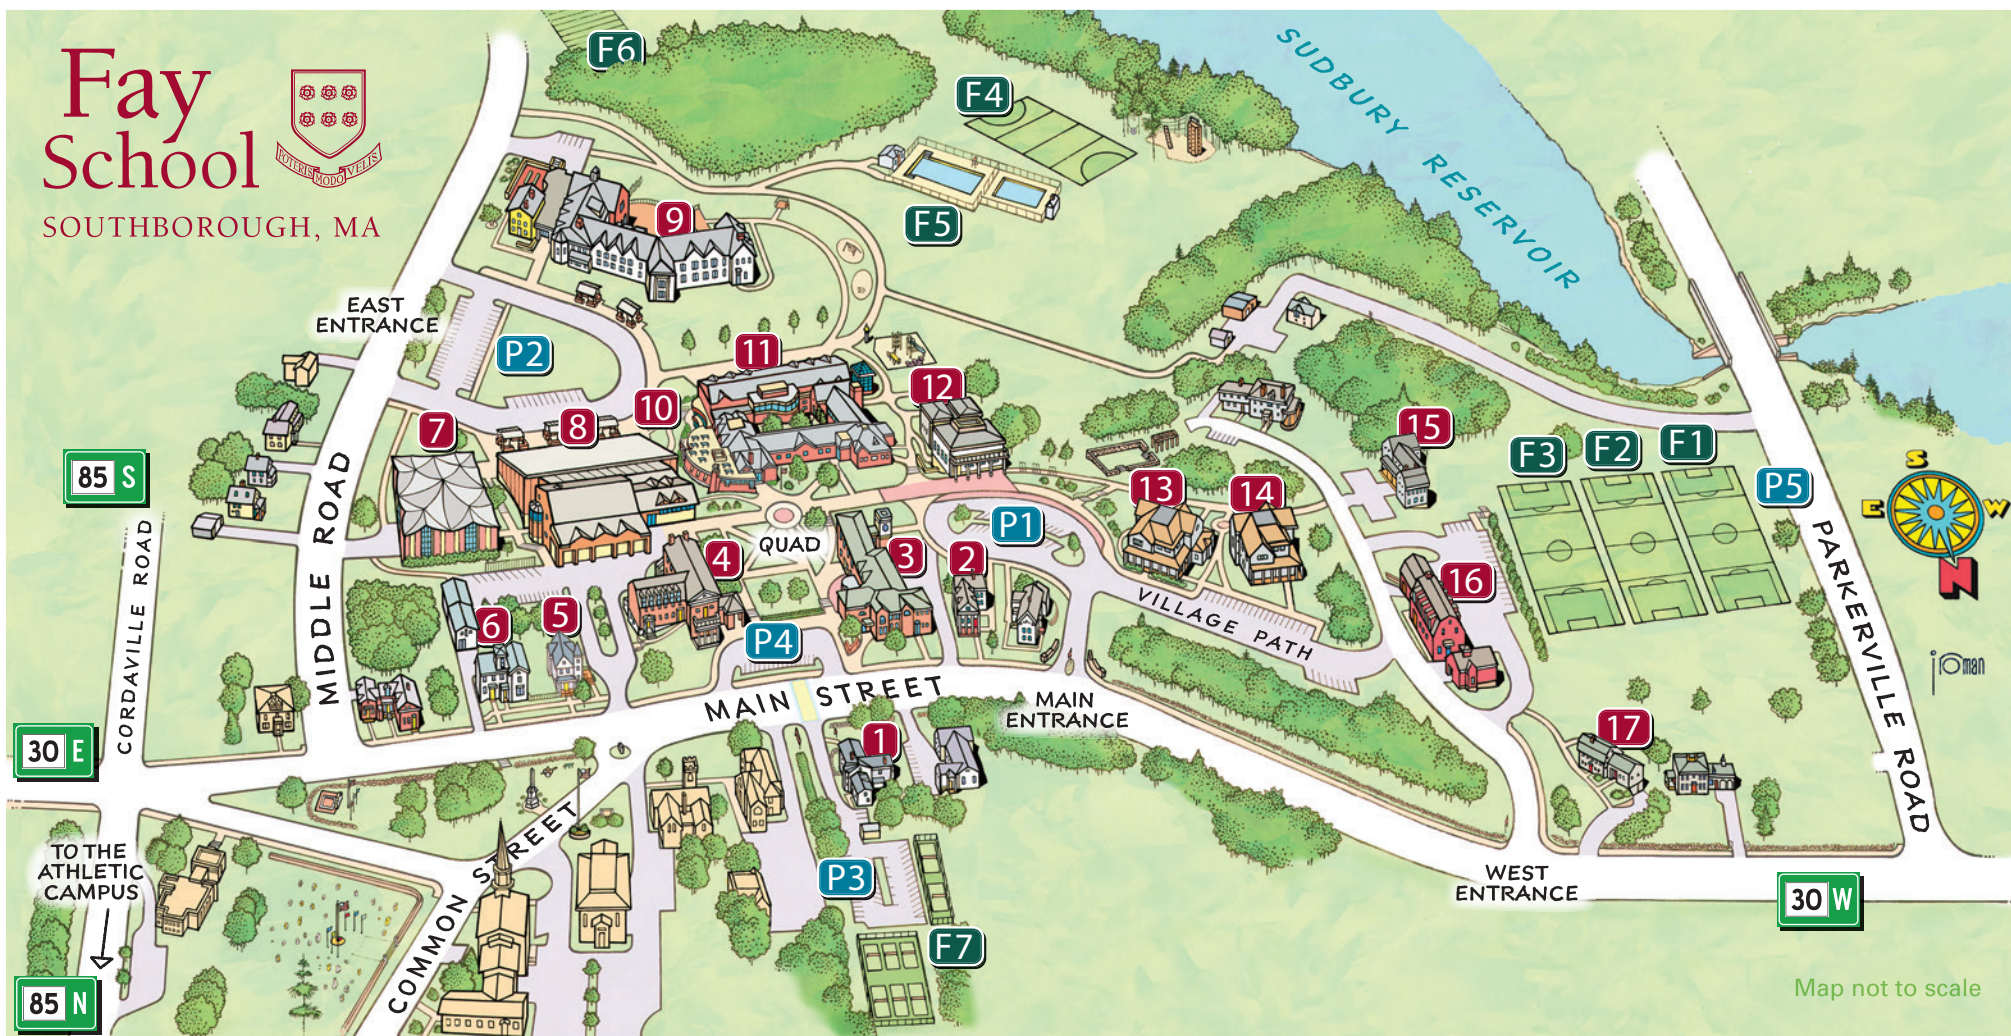 Fay
School
SOUTHBOROUGH, MA
POTERIS MODO VELIS
F6
F4
F5
SUDBURY RESERVOIR
9
EAST
ENTRANCE
P2
11
10
12
7
8
15
F3
F2
F1
P5
85 S
MIDDLE ROAD
CORDAVILLE ROAD
13
14
P1
QUAD
4
3
2
16
6
5
P4
VILLAGE PATH
PARKERVILLE ROAD
S
E
W
N
jroman
MAIN STREET
MAIN
ENTRANCE
1
17
30 E
COMMON STREET
TO THE
ATHLETIC
CAMPUS
P3
WEST
ENTRANCE
30 W
F7
85 N
Map not to scale